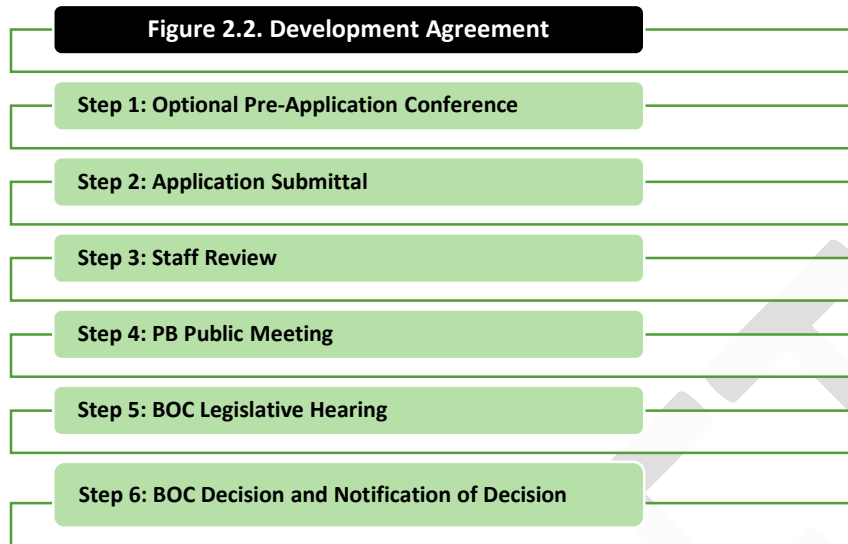 Figure 2.2. Development Agreement
Step 1: Optional Pre-Application Conference
Step 2: Application Submittal
Step 3: Staff Review
Step 4: PB Public Meeting
Step 5: BOC Legislative Hearing
Step 6: BOC Decision and Notification of Decision